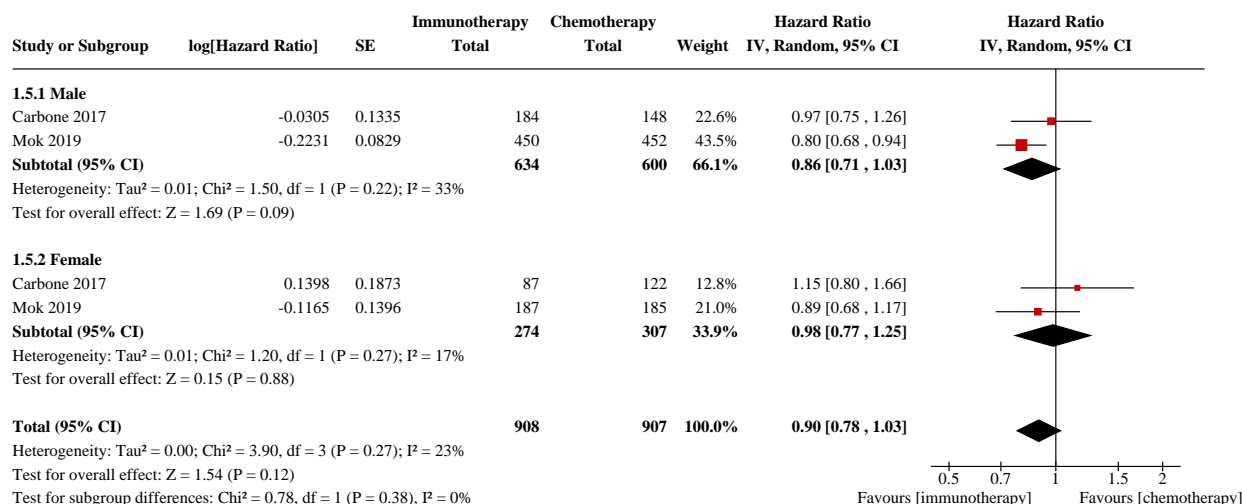 Immunotherapy Chemotherapy Hazard Ratio Hazard Ratio
Study or Subgroup log[Hazard Ratio] SE Total Total Weight IV, Random, 95% CI IV, Random, 95% CI
1.5.1 Male
Carbone 2017 -0.0305 0.1335 184 148 22.6% 0.97 [0.75 , 1.26]
Mok 2019 -0.2231 0.0829 450 452 43.5% 0.80 [0.68 , 0.94]
Subtotal (95% CI) 634 600 66.1% 0.86 [0.71 , 1.03]
Heterogeneity: Tau² = 0.01; Chi² = 1.50, df = 1 (P = 0.22); I² = 33%
Test for overall effect: Z = 1.69 (P = 0.09)
1.5.2 Female
Carbone 2017 0.1398 0.1873 87 122 12.8% 1.15 [0.80 , 1.66]
Mok 2019 -0.1165 0.1396 187 185 21.0% 0.89 [0.68 , 1.17]
Subtotal (95% CI) 274 307 33.9% 0.98 [0.77 , 1.25]
Heterogeneity: Tau² = 0.01; Chi² = 1.20, df = 1 (P = 0.27); I² = 17%
Test for overall effect: Z = 0.15 (P = 0.88)
Total (95% CI) 908 907 100.0% 0.90 [0.78 , 1.03]
Heterogeneity: Tau² = 0.00; Chi² = 3.90, df = 3 (P = 0.27); I² = 23%
Test for overall effect: Z = 1.54 (P = 0.12) 0.5 0.7 1 1.5 2
Test for subgroup differences: Chi² = 0.78, df = 1 (P = 0.38), I² = 0% Favours [immunotherapy] Favours [chemotherapy]